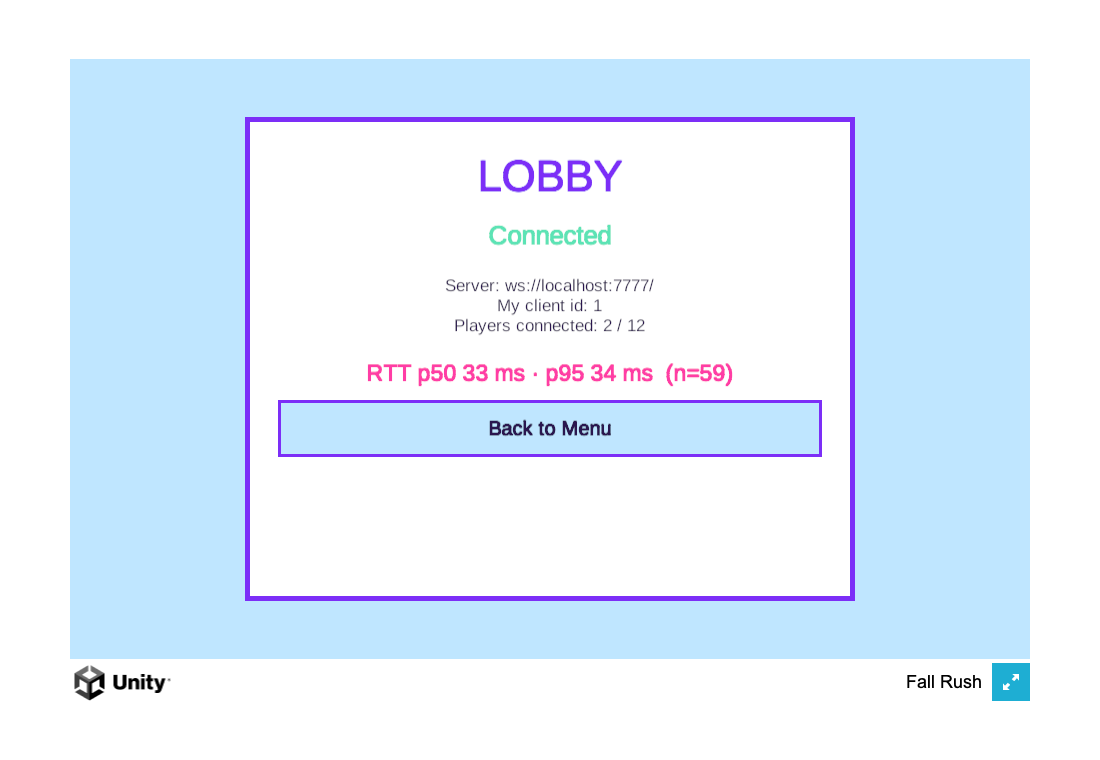 LOBBY
Connected
Server: ws://localhost:7777/
My client id: 1
Players connected: 2 / 12
RTT p50 33 ms · p95 34 ms  (n=59)
Back to Menu
Unity
Fall Rush